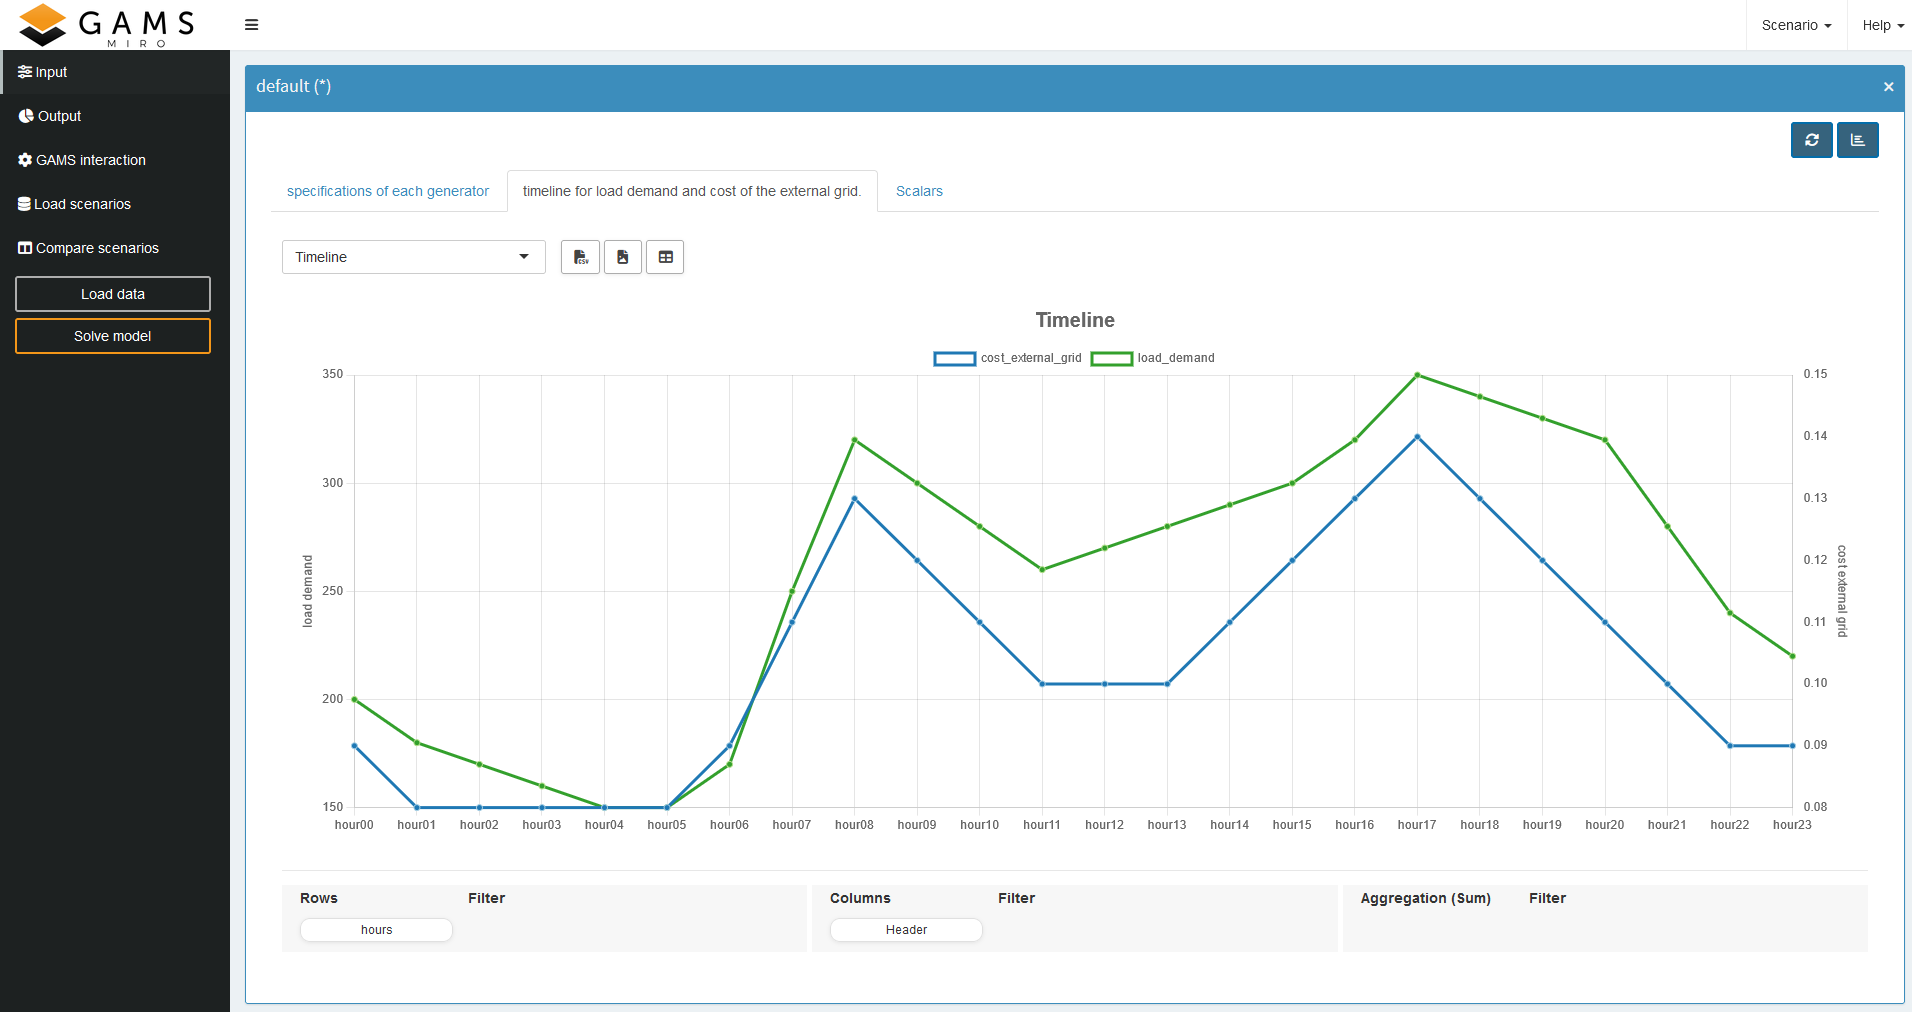 GAMS
MIRO
Scenario
Help
Input
Output
GAMS interaction
Load scenarios
Compare scenarios
Load data
Solve model
default (*)
specifications of each generator
timeline for load demand and cost of the external grid.
Scalars
Timeline
CSV
Timeline
cost_external_grid
load_demand
350
300
250
200
150
load demand
0.15
0.14
0.13
0.12
0.11
0.10
0.09
0.08
cost external grid
hour00 hour01 hour02 hour03 hour04 hour05 hour06 hour07 hour08 hour09 hour10 hour11 hour12 hour13 hour14 hour15 hour16 hour17 hour18 hour19 hour20 hour21 hour22 hour23
Rows Filter
hours
Columns Filter
Header
Aggregation (Sum) Filter